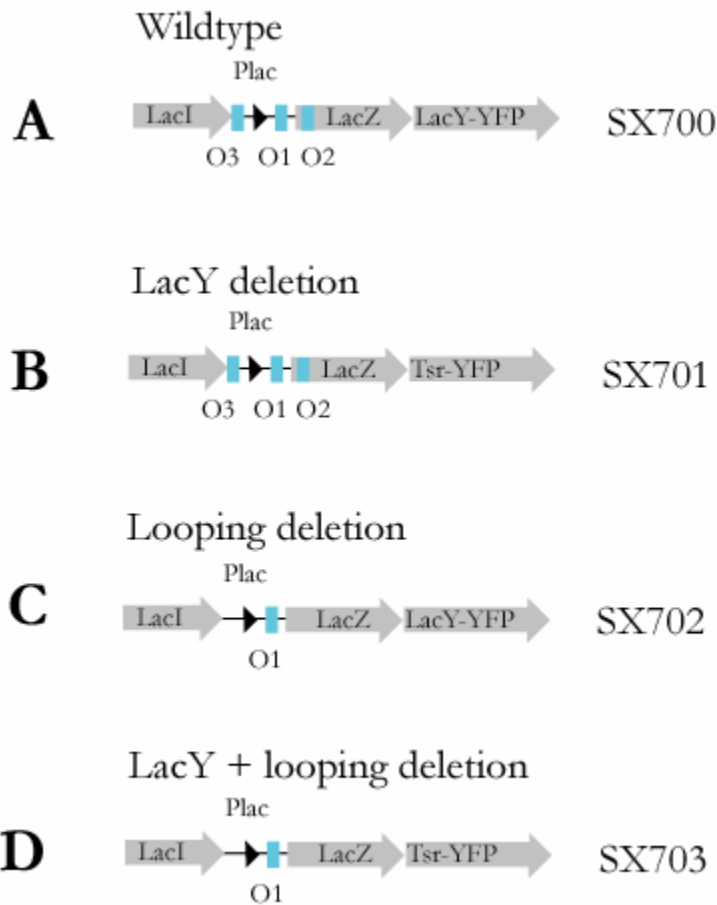 Wildtype
Plac
A LacI LacZ LacY-YFP SX700
O3 O1 O2
LacY deletion
Plac
B LacI LacZ Tsr-YFP SX701
O3 O1 O2
Looping deletion
Plac
C LacI LacZ LacY-YFP SX702
O1
LacY + looping deletion
Plac
D LacI LacZ Tsr-YFP SX703
O1